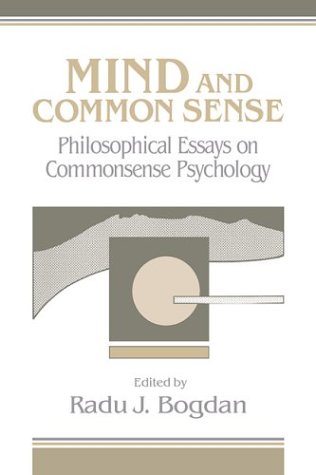 MIND AND
COMMON SENSE
Philosophical Essays on
Commonsense Psychology
Edited by
Radu J. Bogdan